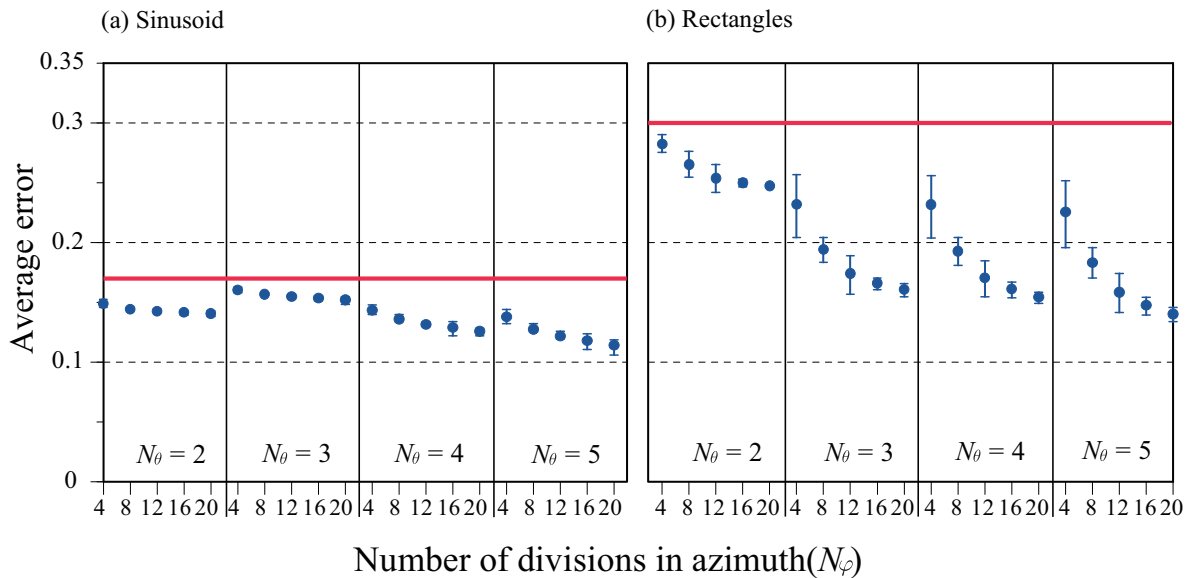 (a) Sinusoid
(b) Rectangles
0.35
0.3
0.2
0.1
0
Average error
Nθ = 2
Nθ = 3
Nθ = 4
Nθ = 5
Nθ = 2
Nθ = 3
Nθ = 4
Nθ = 5
4 8 12 16 20 4 8 12 16 20 4 8 12 16 20 4 8 12 16 20
4 8 12 16 20 4 8 12 16 20 4 8 12 16 20 4 8 12 16 20
Number of divisions in azimuth(Nφ)